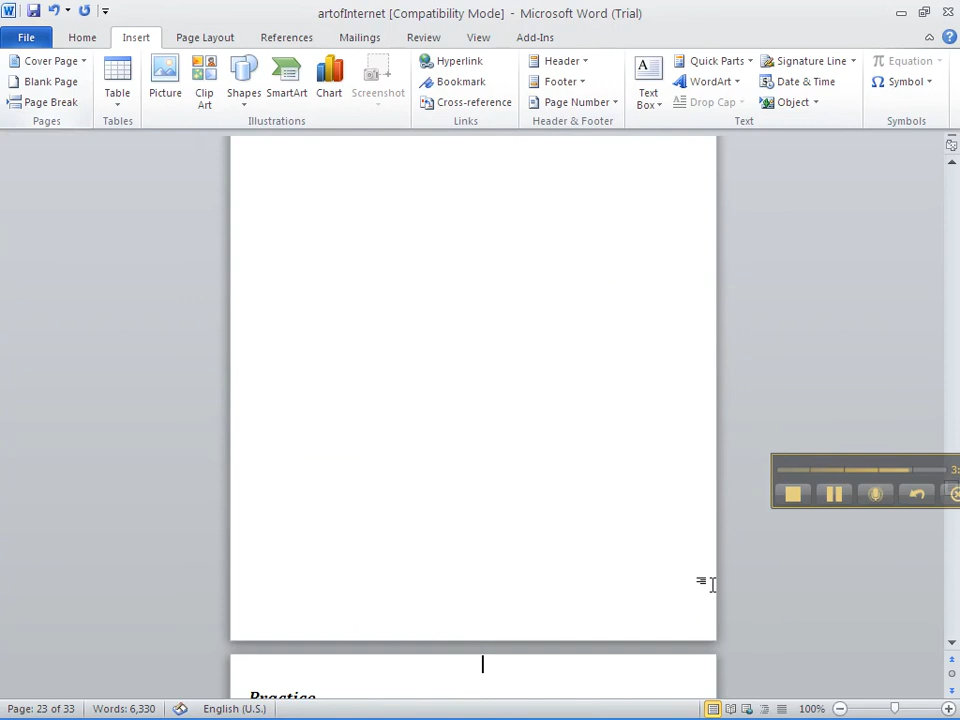 artofInternet [Compatibility Mode] - Microsoft Word (Trial)
File Home Insert Page Layout References Mailings Review View Add-Ins
Cover Page
Blank Page
Page Break
Pages
Table
Tables
Picture
Clip
Art
Shapes
SmartArt
Chart
Screenshot
Illustrations
Hyperlink
Bookmark
Cross-reference
Links
Header
Footer
Page Number
Header & Footer
A
Text
Box
Quick Parts
WordArt
Drop Cap
Signature Line
Date & Time
Object
Text
Equation
Symbol
Symbols
3:
Practice
Page: 23 of 33 Words: 6,330 English (U.S.) 100%